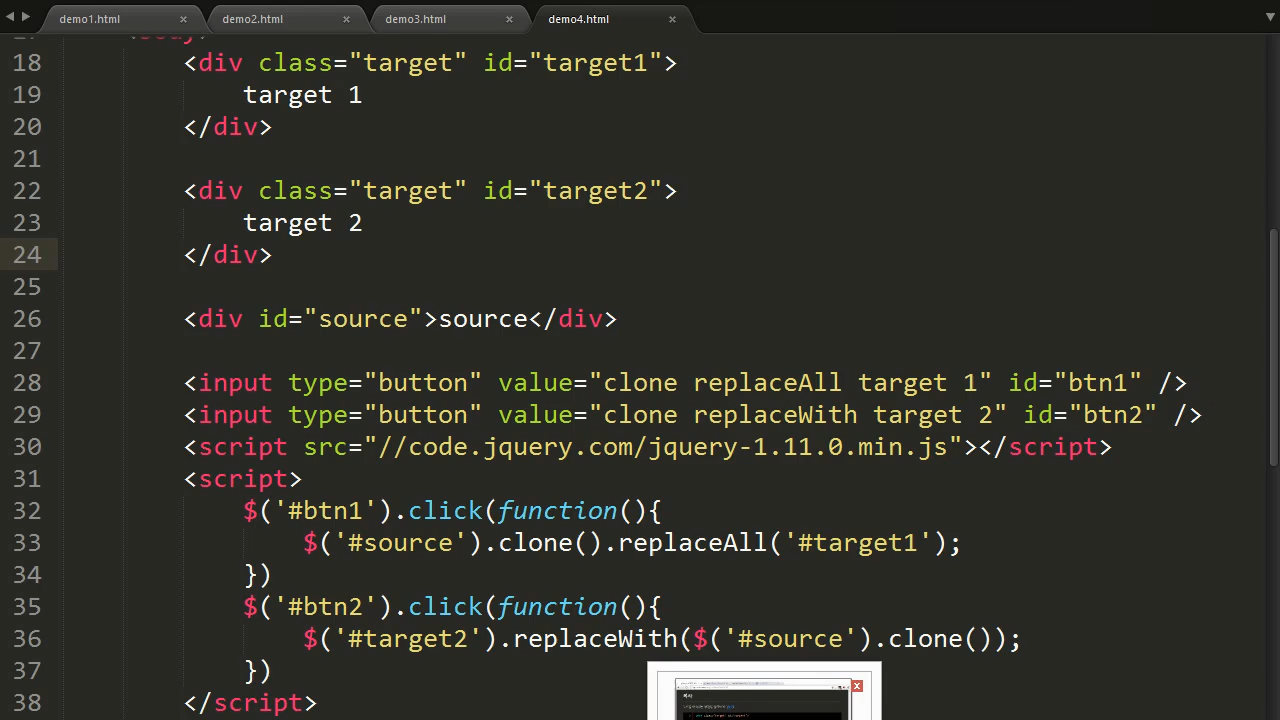 demo1.html × demo2.html × demo3.html × demo4.html ×
18 <div class="target" id="target1">
19 target 1
20 </div>
21
22 <div class="target" id="target2">
23 target 2
24 </div>
25
26 <div id="source">source</div>
27
28 <input type="button" value="clone replaceAll target 1" id="btn1" />
29 <input type="button" value="clone replaceWith target 2" id="btn2" />
30 <script src="//code.jquery.com/jquery-1.11.0.min.js"></script>
31 <script>
32 $('#btn1').click(function(){
33 $('#source').clone().replaceAll('#target1');
34 })
35 $('#btn2').click(function(){
36 $('#target2').replaceWith($('#source').clone());
37 })
38 </script>